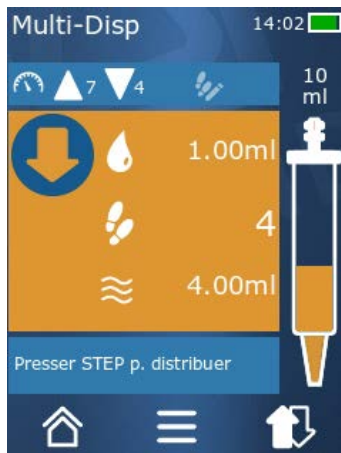 Multi-Disp 14:02
7 4
10
ml
1.00ml
4
4.00ml
Presser STEP p. distribuer